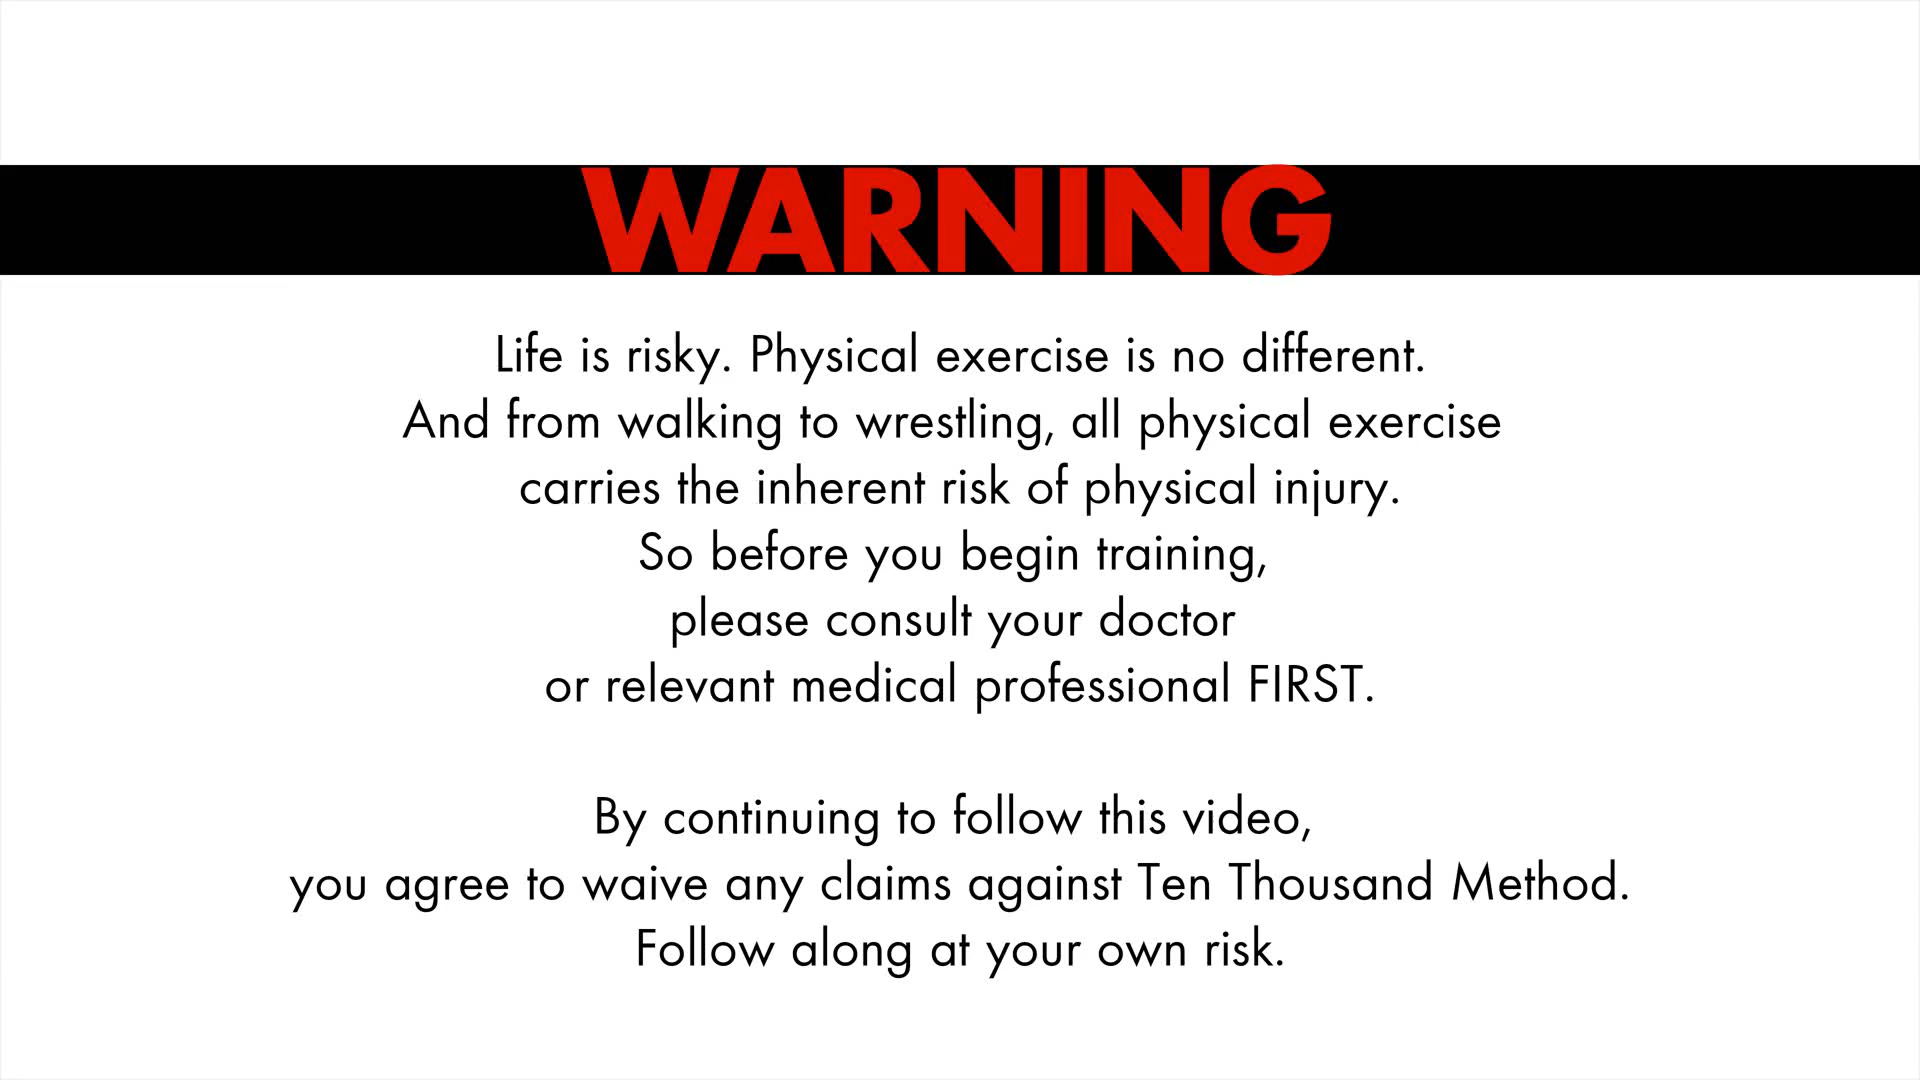 WARNING
Life is risky. Physical exercise is no different.
And from walking to wrestling, all physical exercise
carries the inherent risk of physical injury.
So before you begin training,
please consult your doctor
or relevant medical professional FIRST.
By continuing to follow this video,
you agree to waive any claims against Ten Thousand Method.
Follow along at your own risk.